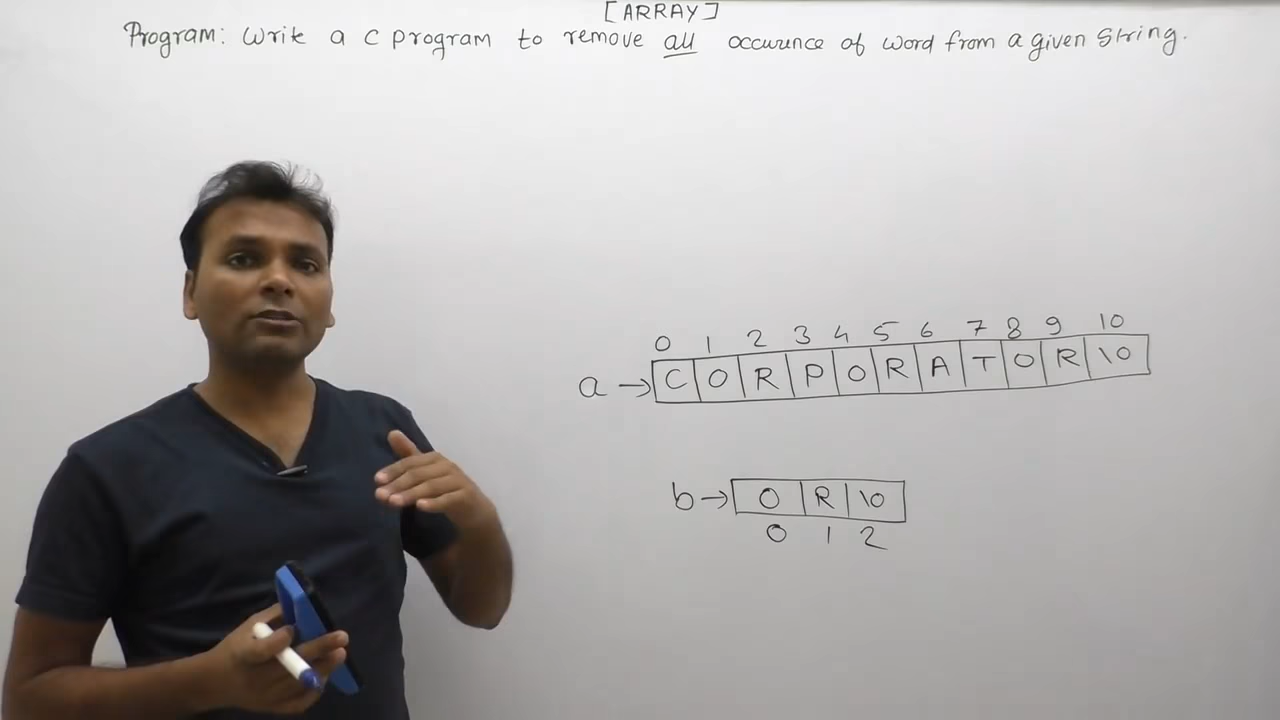 [ARRAY]
Program: Write a C program to remove all occurence of word from a given string.
0 1 2 3 4 5 6 7 8 9 10
a → C O R P O R A T O R \0
b → O R \0
0 1 2